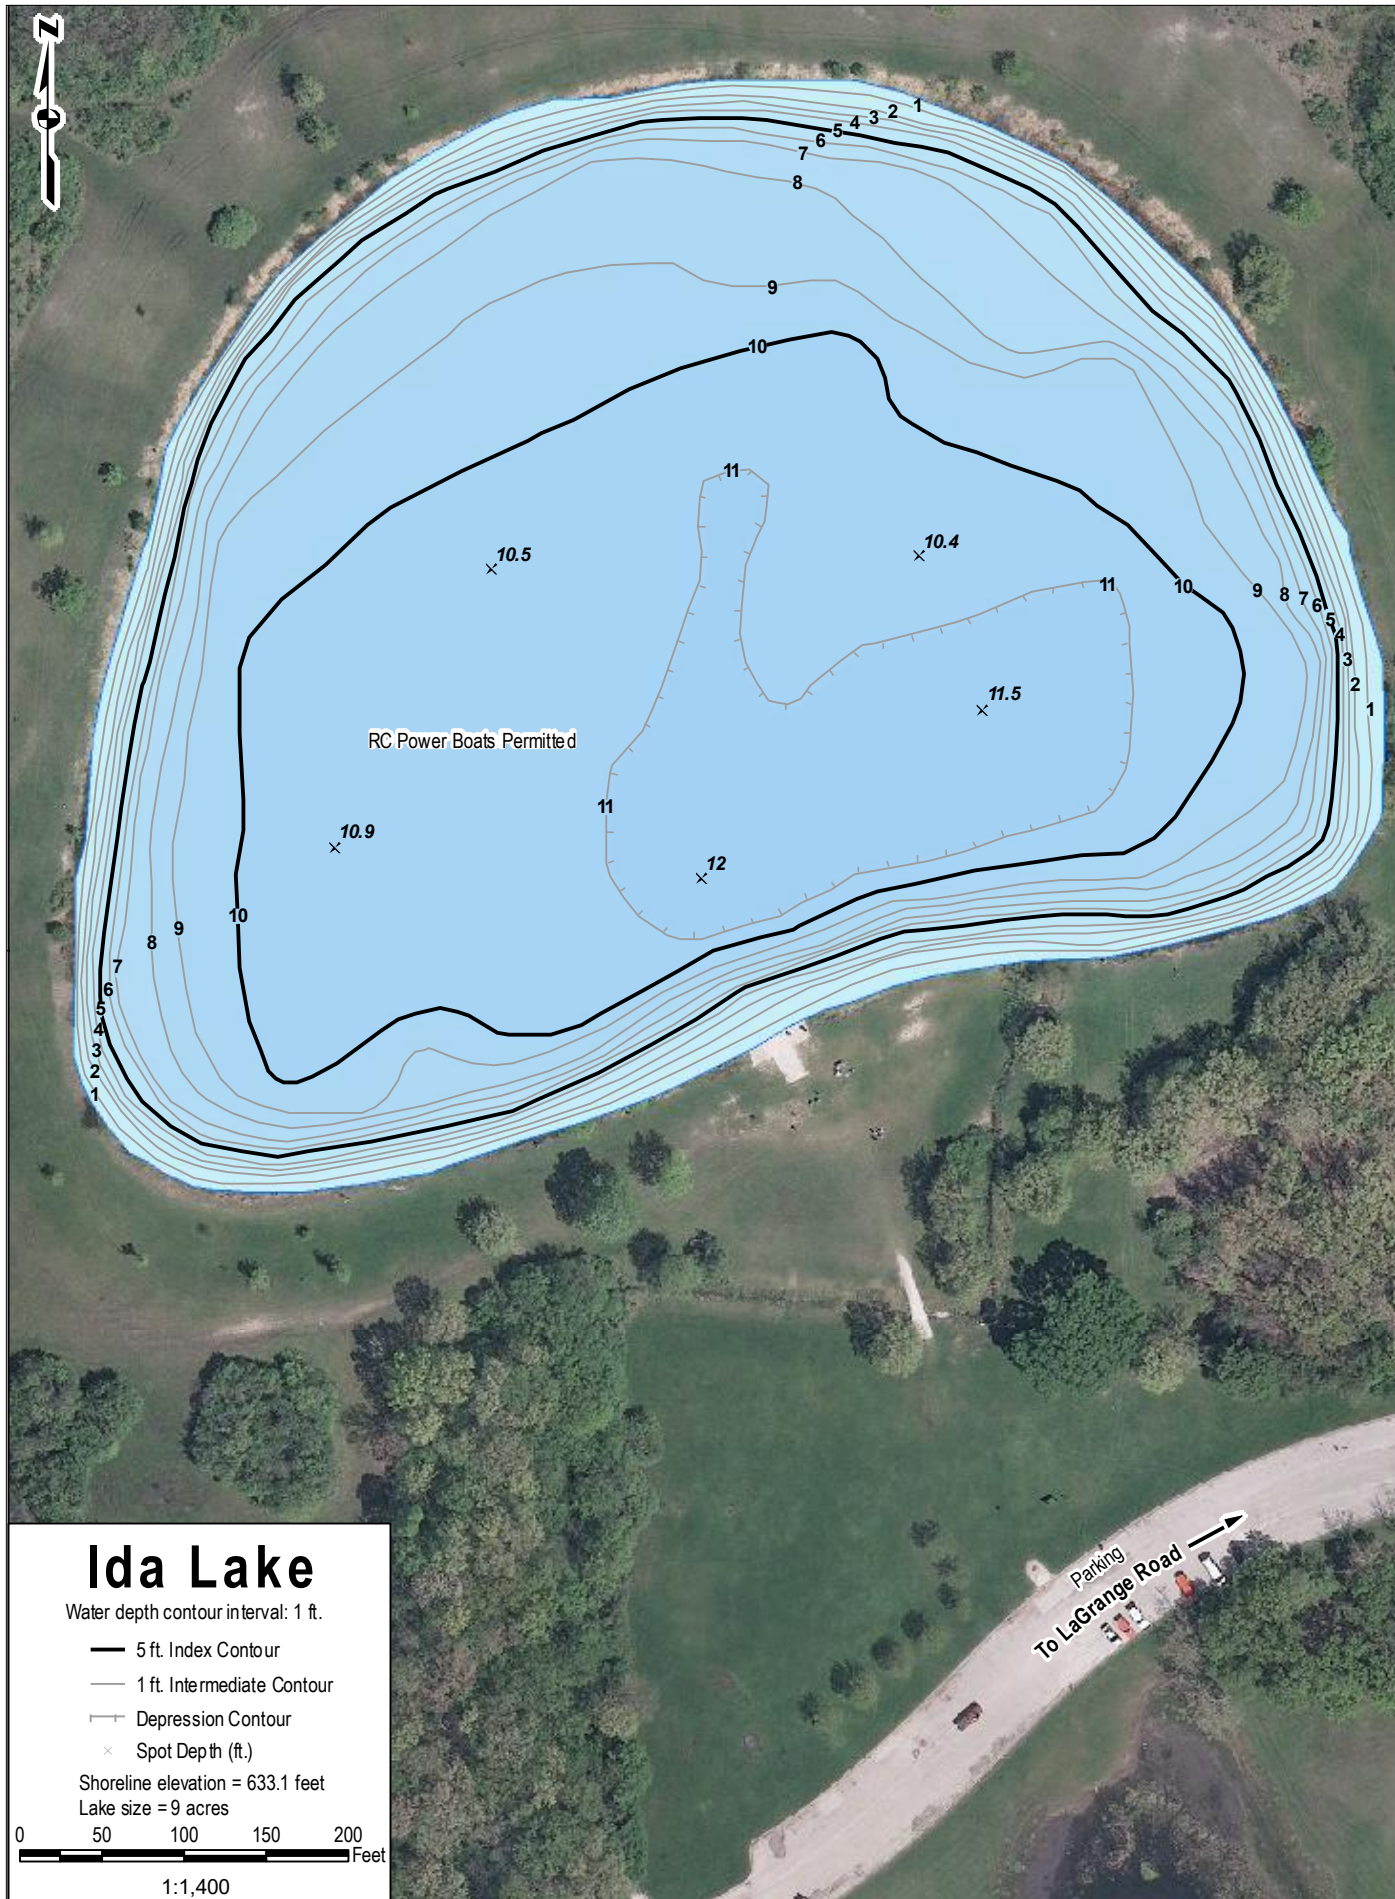 N
1
2
3
4
5
6
7
8
9
10
11
10.5
10.4
11
10
9
8
7
6
5
4
3
2
1
11.5
RC Power Boats Permitted
11
10.9
12
10
9
8
7
6
5
4
3
2
1
Parking
To LaGrange Road
Ida Lake
Water depth contour interval: 1 ft.
5 ft. Index Contour
1 ft. Intermediate Contour
Depression Contour
Spot Depth (ft.)
Shoreline elevation = 633.1 feet
Lake size = 9 acres
0 50 100 150 200
Feet
1:1,400